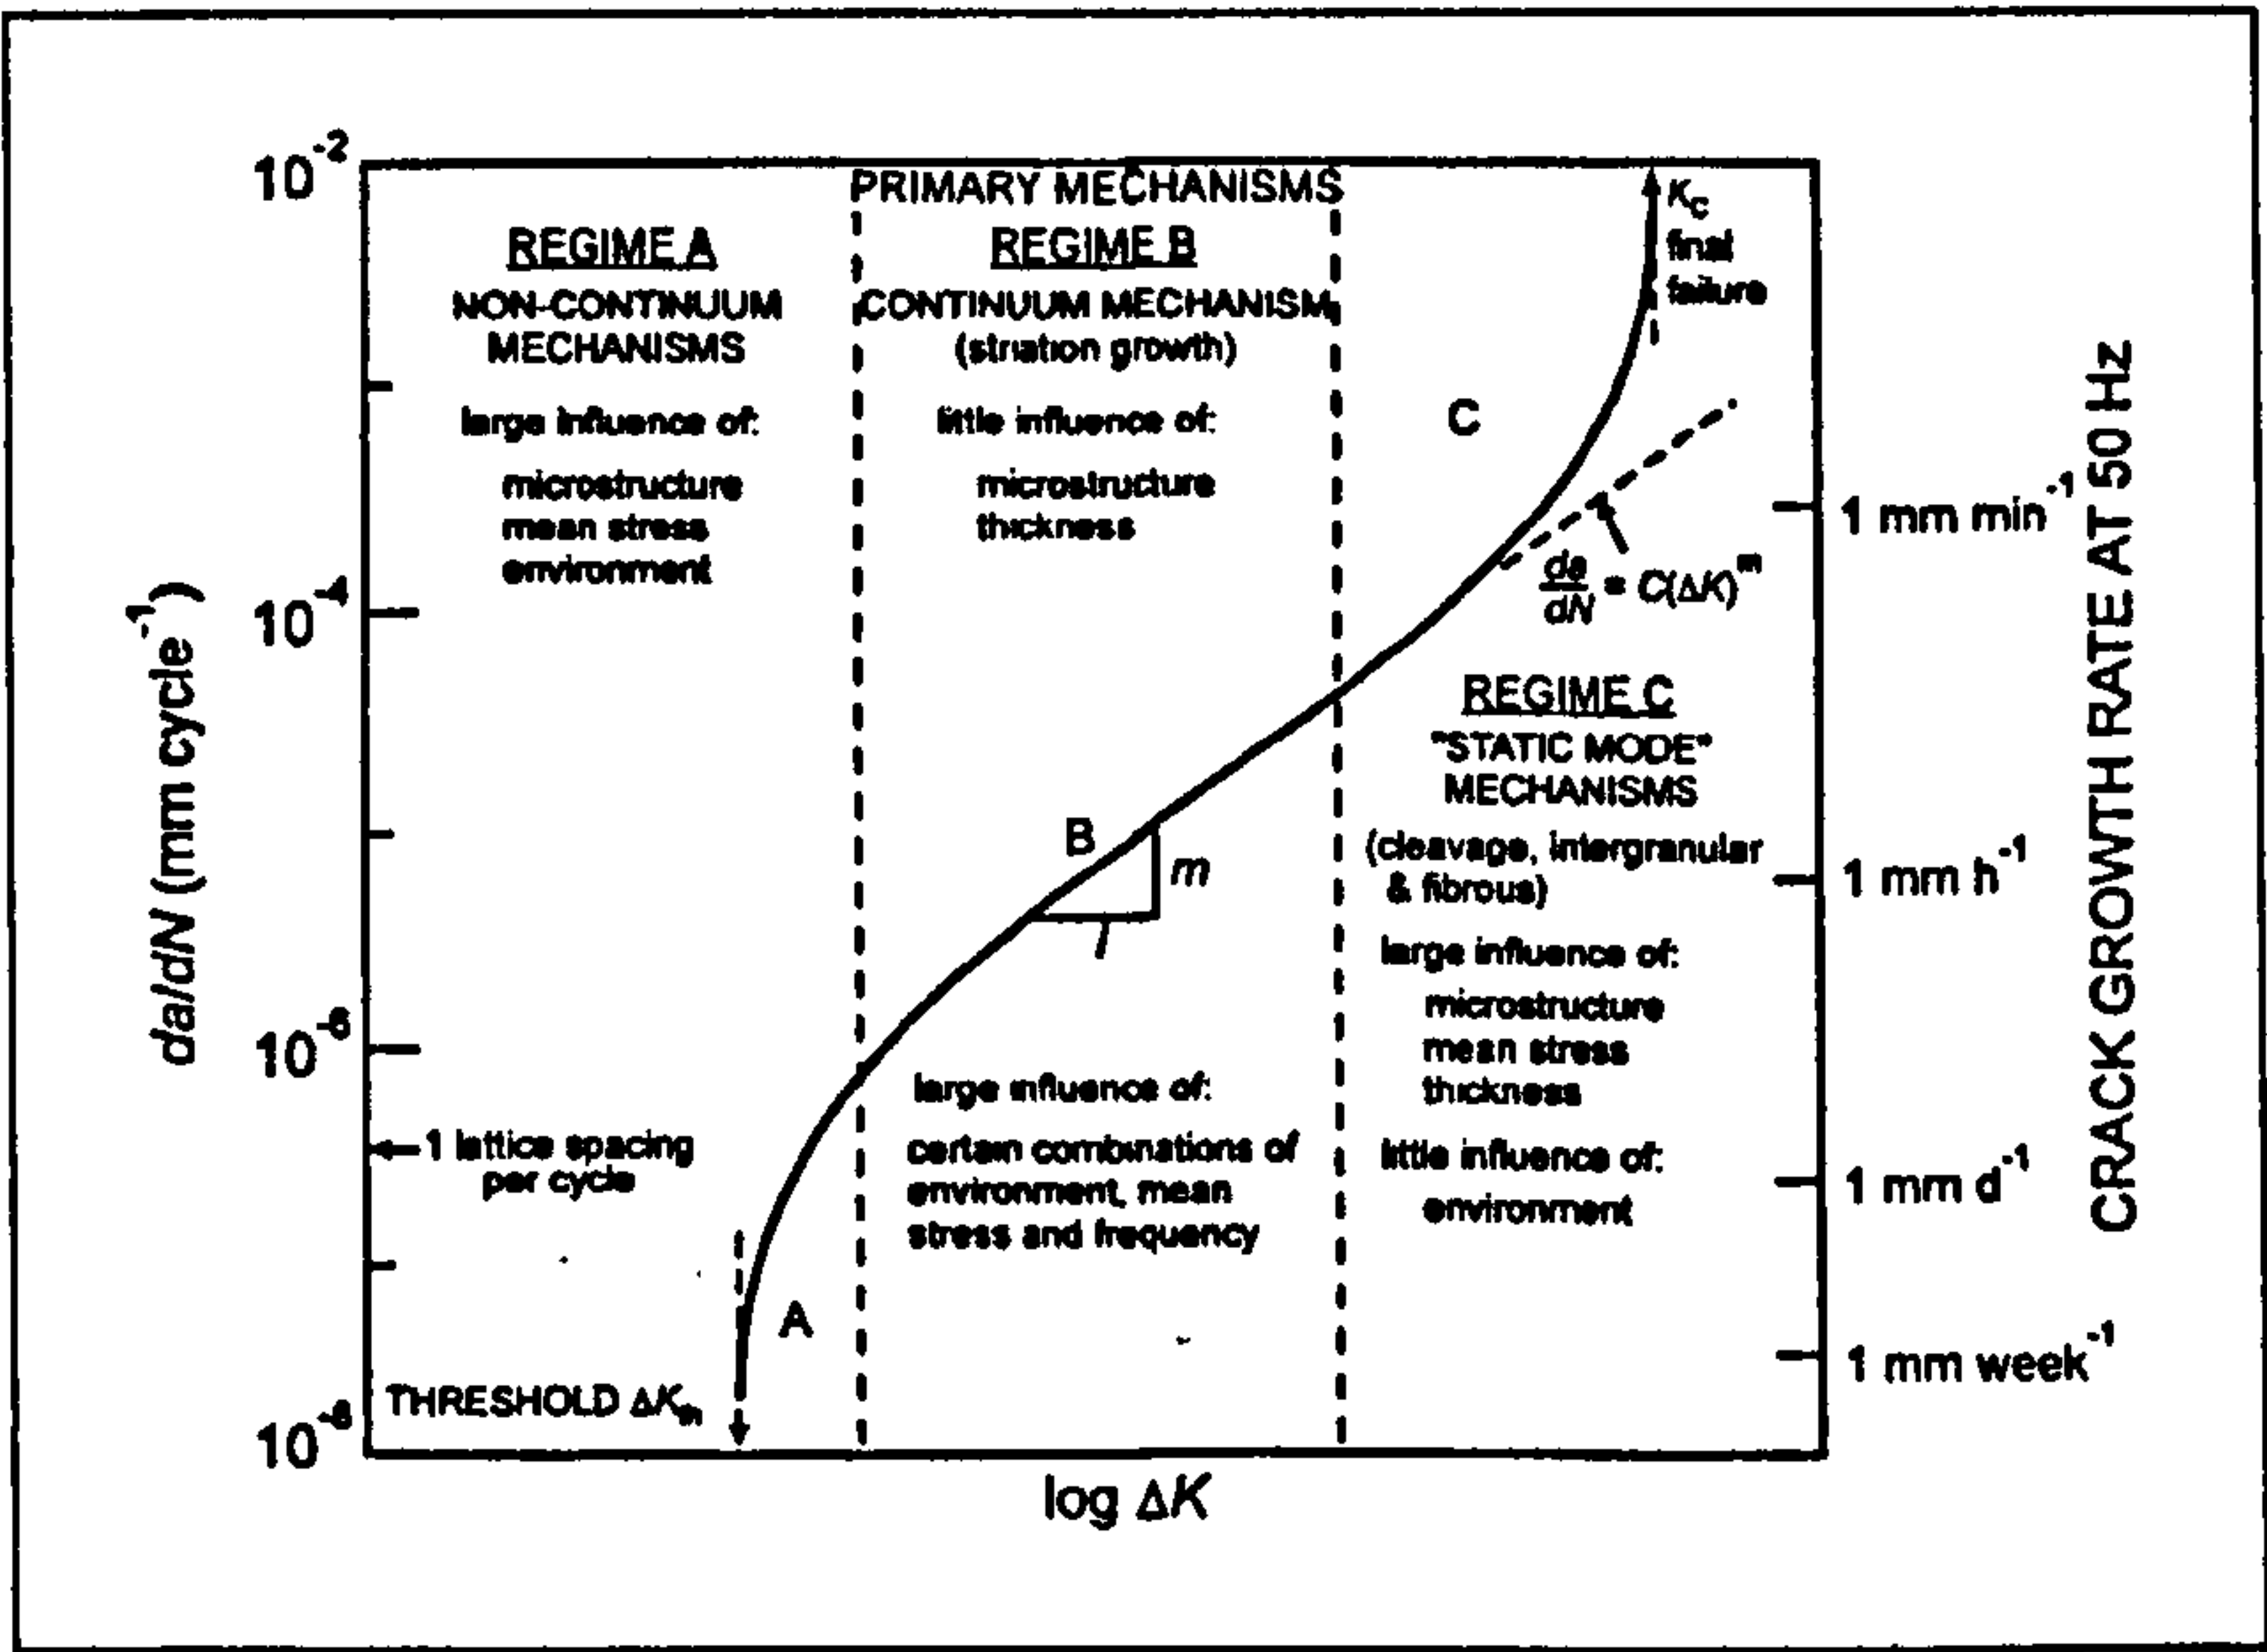 10⁻²
10⁻⁴
10⁻⁶
10⁻⁸
da/dN (mm cycle⁻¹)
PRIMARY MECHANISMS
REGIME A
NON-CONTINUUM
MECHANISMS
large influence of:
microstructure
mean stress
environment
1 lattice spacing
per cycle
A
THRESHOLD ΔK_th
REGIME B
CONTINUUM MECHANISM
(striation growth)
little influence of:
microstructure
thickness
B
m
1
large influence of:
certain combinations of
environment, mean
stress and frequency
K_C
final
failure
C
da/dN = C(ΔK)^m
REGIME C
"STATIC MODE"
MECHANISMS
(cleavage, intergranular
& fibrous)
large influence of:
microstructure
mean stress
thickness
little influence of:
environment
1 mm min⁻¹
1 mm h⁻¹
1 mm d⁻¹
1 mm week⁻¹
CRACK GROWTH RATE AT 50 Hz
log ΔK